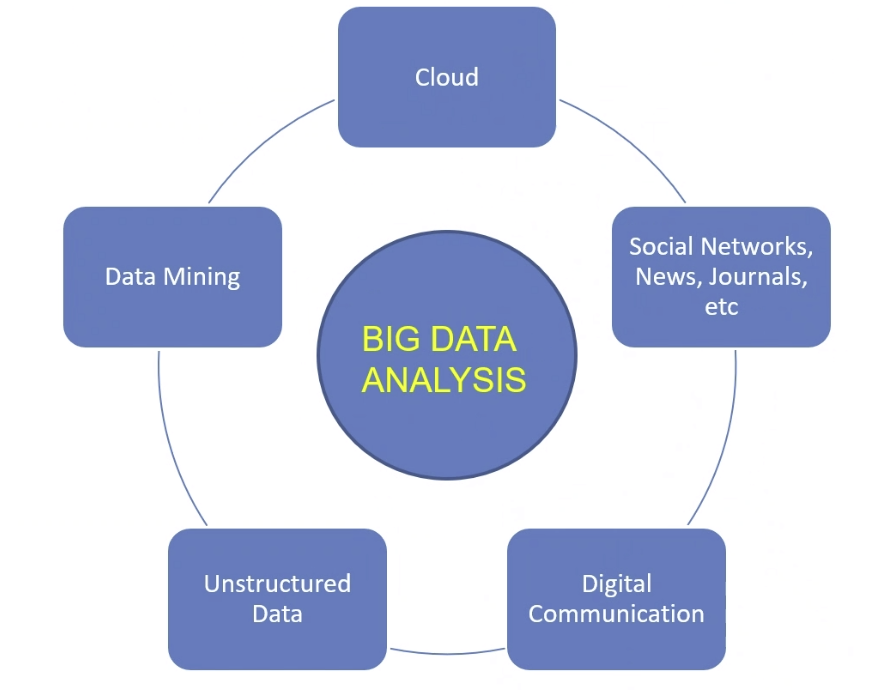 Cloud
Data Mining
Social Networks,
News, Journals,
etc
BIG DATA
ANALYSIS
Unstructured
Data
Digital
Communication